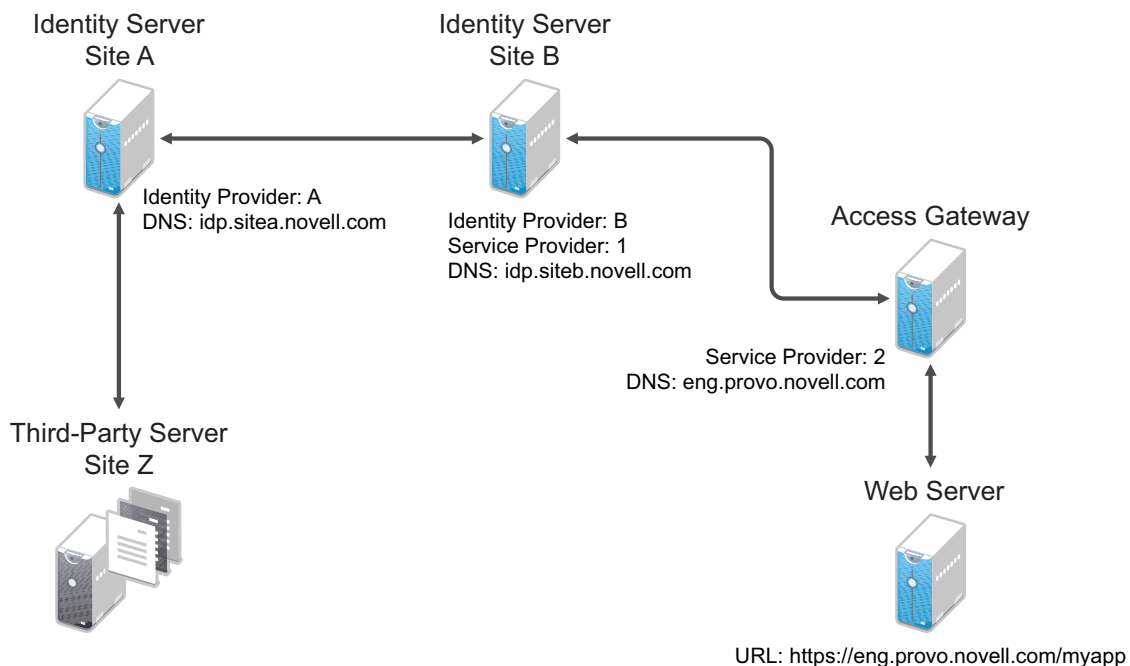 Identity Server
Site A
Identity Server
Site B
Identity Provider: A
DNS: idp.sitea.novell.com
Identity Provider: B
Service Provider: 1
DNS: idp.siteb.novell.com
Access Gateway
Service Provider: 2
DNS: eng.provo.novell.com
Third-Party Server
Site Z
Web Server
URL: https://eng.provo.novell.com/myapp